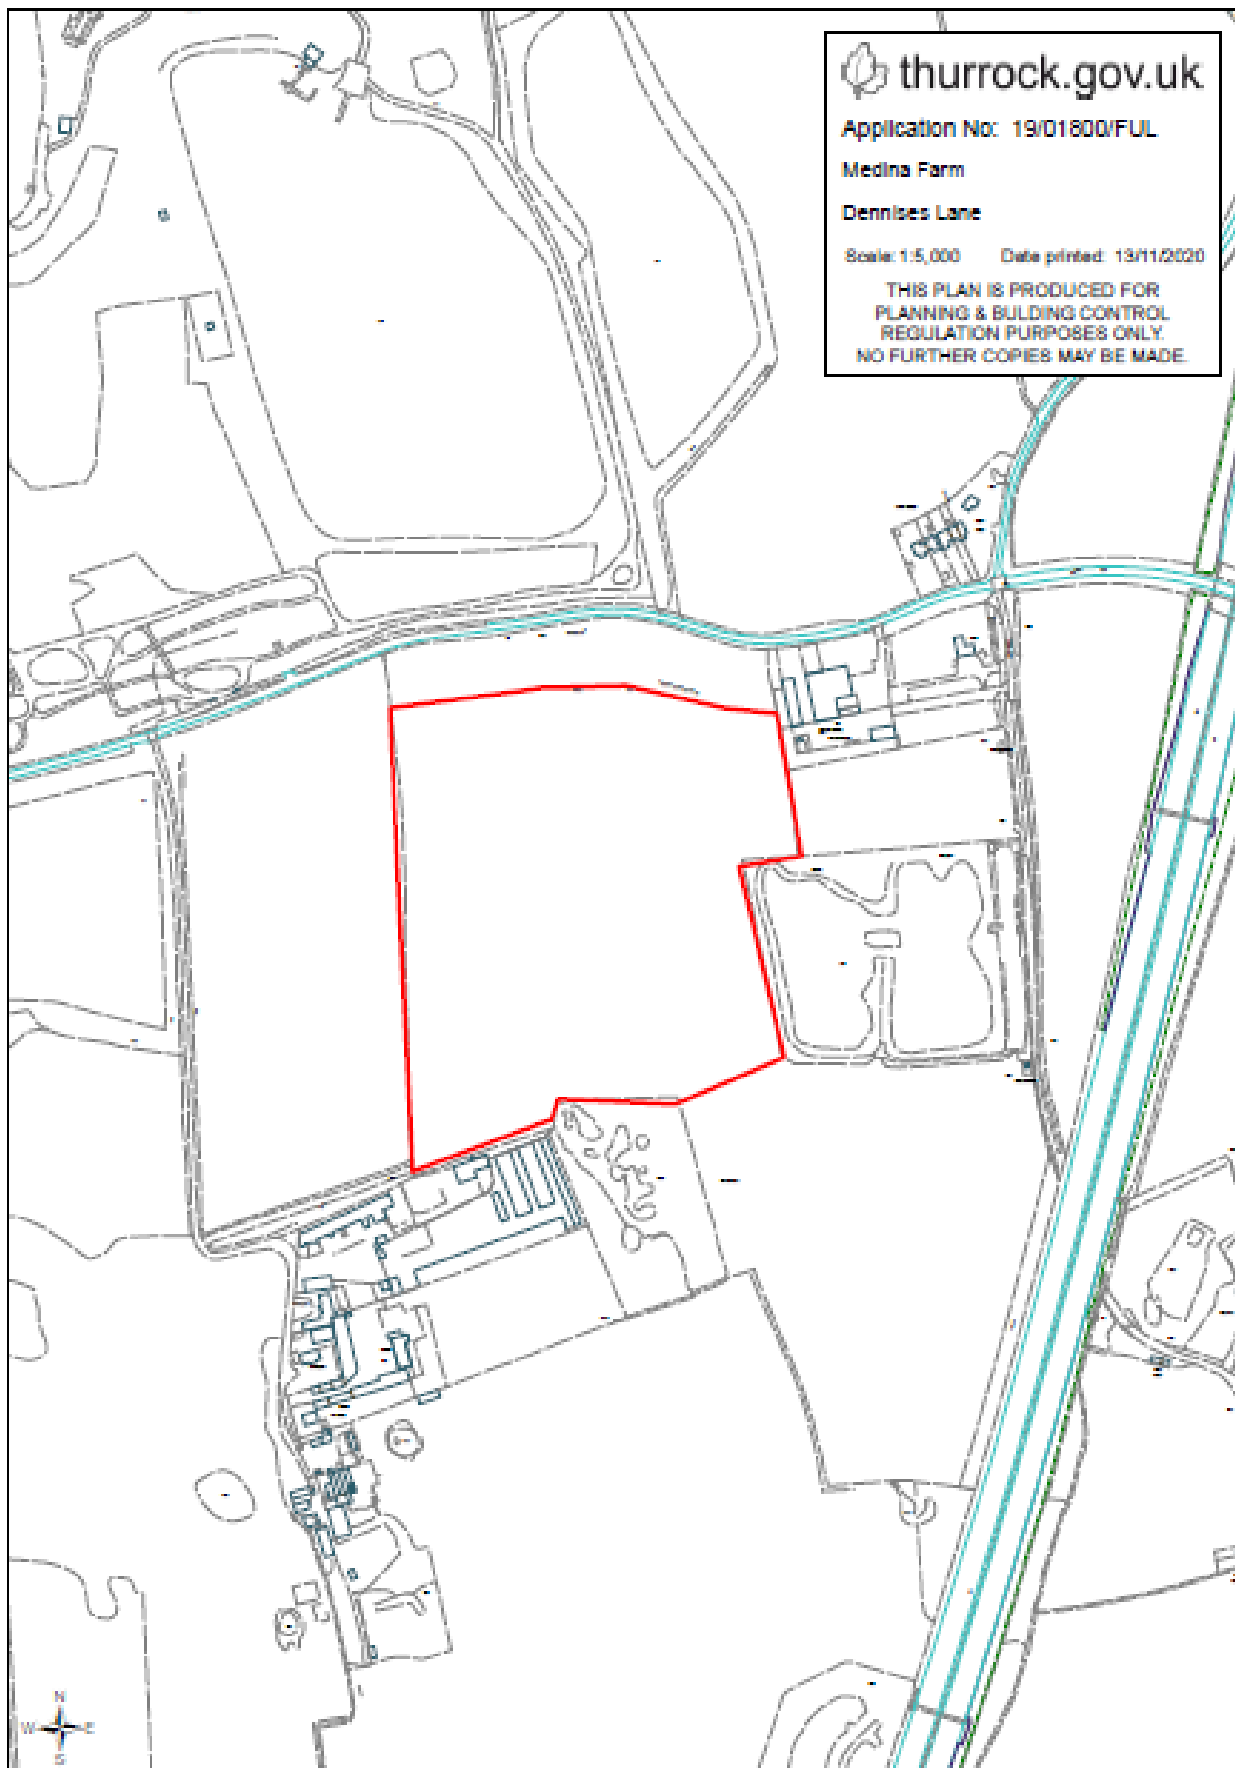 thurrock.gov.uk
Application No: 19/01800/FUL
Medina Farm
Dennises Lane
Scale: 1:5,000 Date printed: 13/11/2020
THIS PLAN IS PRODUCED FOR
PLANNING & BULDING CONTROL
REGULATION PURPOSES ONLY.
NO FURTHER COPIES MAY BE MADE.
N
W E
S